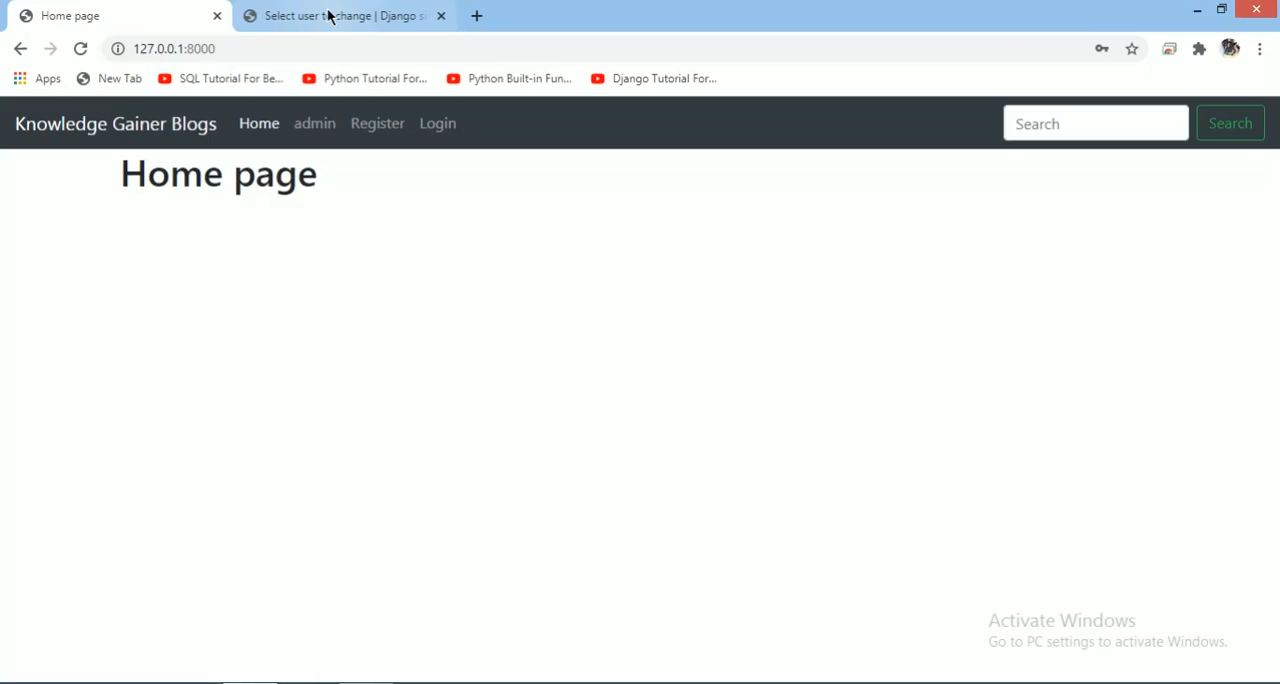 Home page
Select user to change | Django s
127.0.0.1:8000
Apps New Tab SQL Tutorial For Be... Python Tutorial For... Python Built-in Fun... Django Tutorial For...
Knowledge Gainer Blogs Home admin Register Login Search Search
Home page
Activate Windows
Go to PC settings to activate Windows.